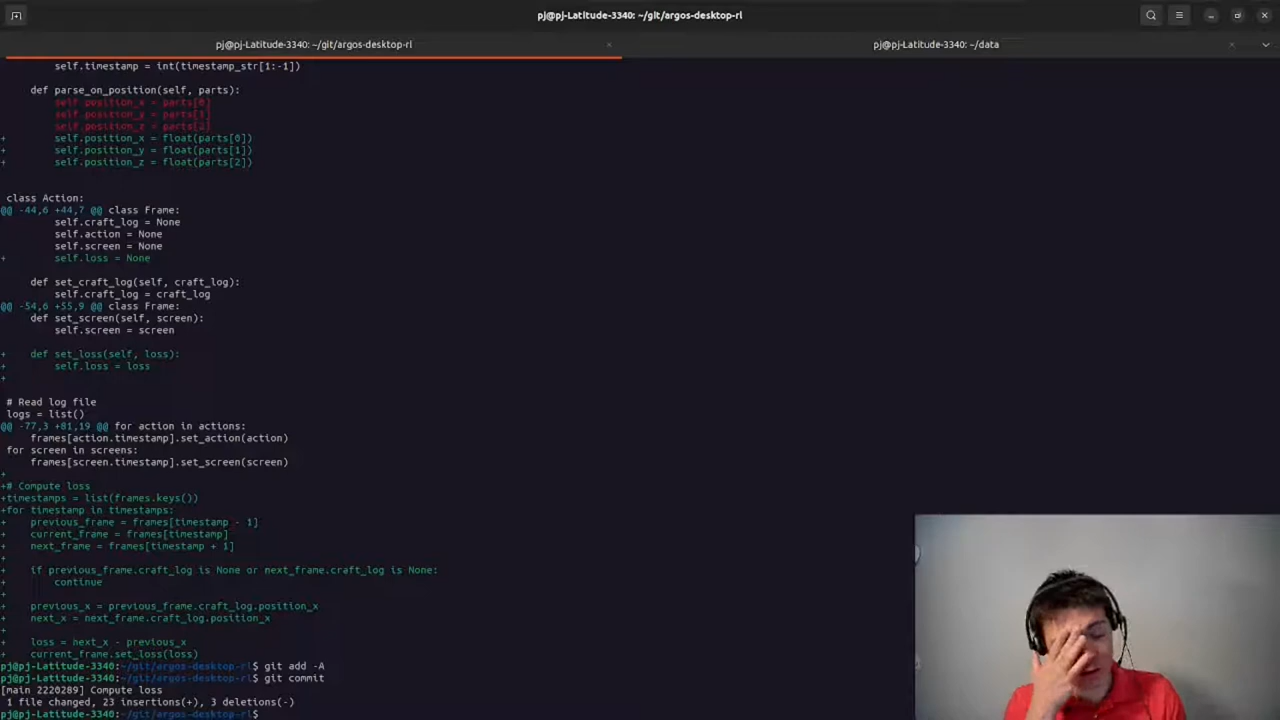 pj@pj-Latitude-3340: ~/git/argos-desktop-rl
pj@pj-Latitude-3340: ~/git/argos-desktop-rl
pj@pj-Latitude-3340: ~/data
self.timestamp = int(timestamp_str[1:-1])
def parse_on_position(self, parts):
self.position_x = parts[0]
self.position_y = parts[1]
self.position_z = parts[2]
+ self.position_x = float(parts[0])
+ self.position_y = float(parts[1])
+ self.position_z = float(parts[2])
class Action:
@@ -44,6 +44,7 @@ class Frame:
self.craft_log = None
self.action = None
self.screen = None
+ self.loss = None
def set_craft_log(self, craft_log):
self.craft_log = craft_log
@@ -54,6 +55,9 @@ class Frame:
def set_screen(self, screen):
self.screen = screen
+ def set_loss(self, loss):
+ self.loss = loss
+
# Read log file
logs = list()
@@ -77,3 +81,19 @@ for action in actions:
frames[action.timestamp].set_action(action)
for screen in screens:
frames[screen.timestamp].set_screen(screen)
+
+# Compute loss
+timestamps = list(frames.keys())
+for timestamp in timestamps:
+ previous_frame = frames[timestamp - 1]
+ current_frame = frames[timestamp]
+ next_frame = frames[timestamp + 1]
+
+ if previous_frame.craft_log is None or next_frame.craft_log is None:
+ continue
+
+ previous_x = previous_frame.craft_log.position_x
+ next_x = next_frame.craft_log.position_x
+
+ loss = next_x - previous_x
+ current_frame.set_loss(loss)
pj@pj-Latitude-3340:~/git/argos-desktop-rl$ git add -A
pj@pj-Latitude-3340:~/git/argos-desktop-rl$ git commit
[main 2220289] Compute loss
1 file changed, 23 insertions(+), 3 deletions(-)
pj@pj-Latitude-3340:~/git/argos-desktop-rl$